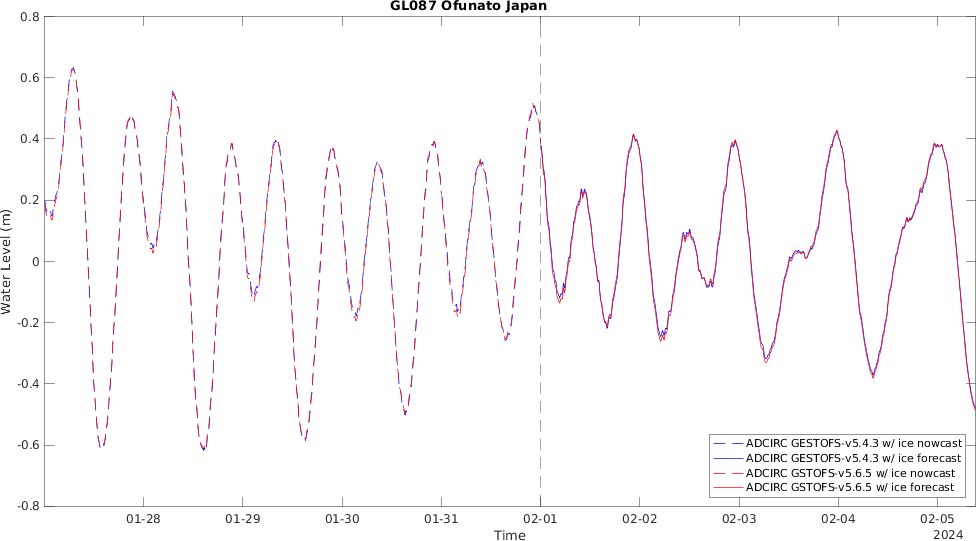 GL087 Ofunato Japan
0.8
0.6
0.4
0.2
0
-0.2
-0.4
-0.6
-0.8
Water Level (m)
01-28
01-29
01-30
01-31
02-01
02-02
02-03
02-04
02-05
Time
2024
ADCIRC GESTOFS-v5.4.3 w/ ice nowcast
ADCIRC GESTOFS-v5.4.3 w/ ice forecast
ADCIRC GSTOFS-v5.6.5 w/ ice nowcast
ADCIRC GSTOFS-v5.6.5 w/ ice forecast